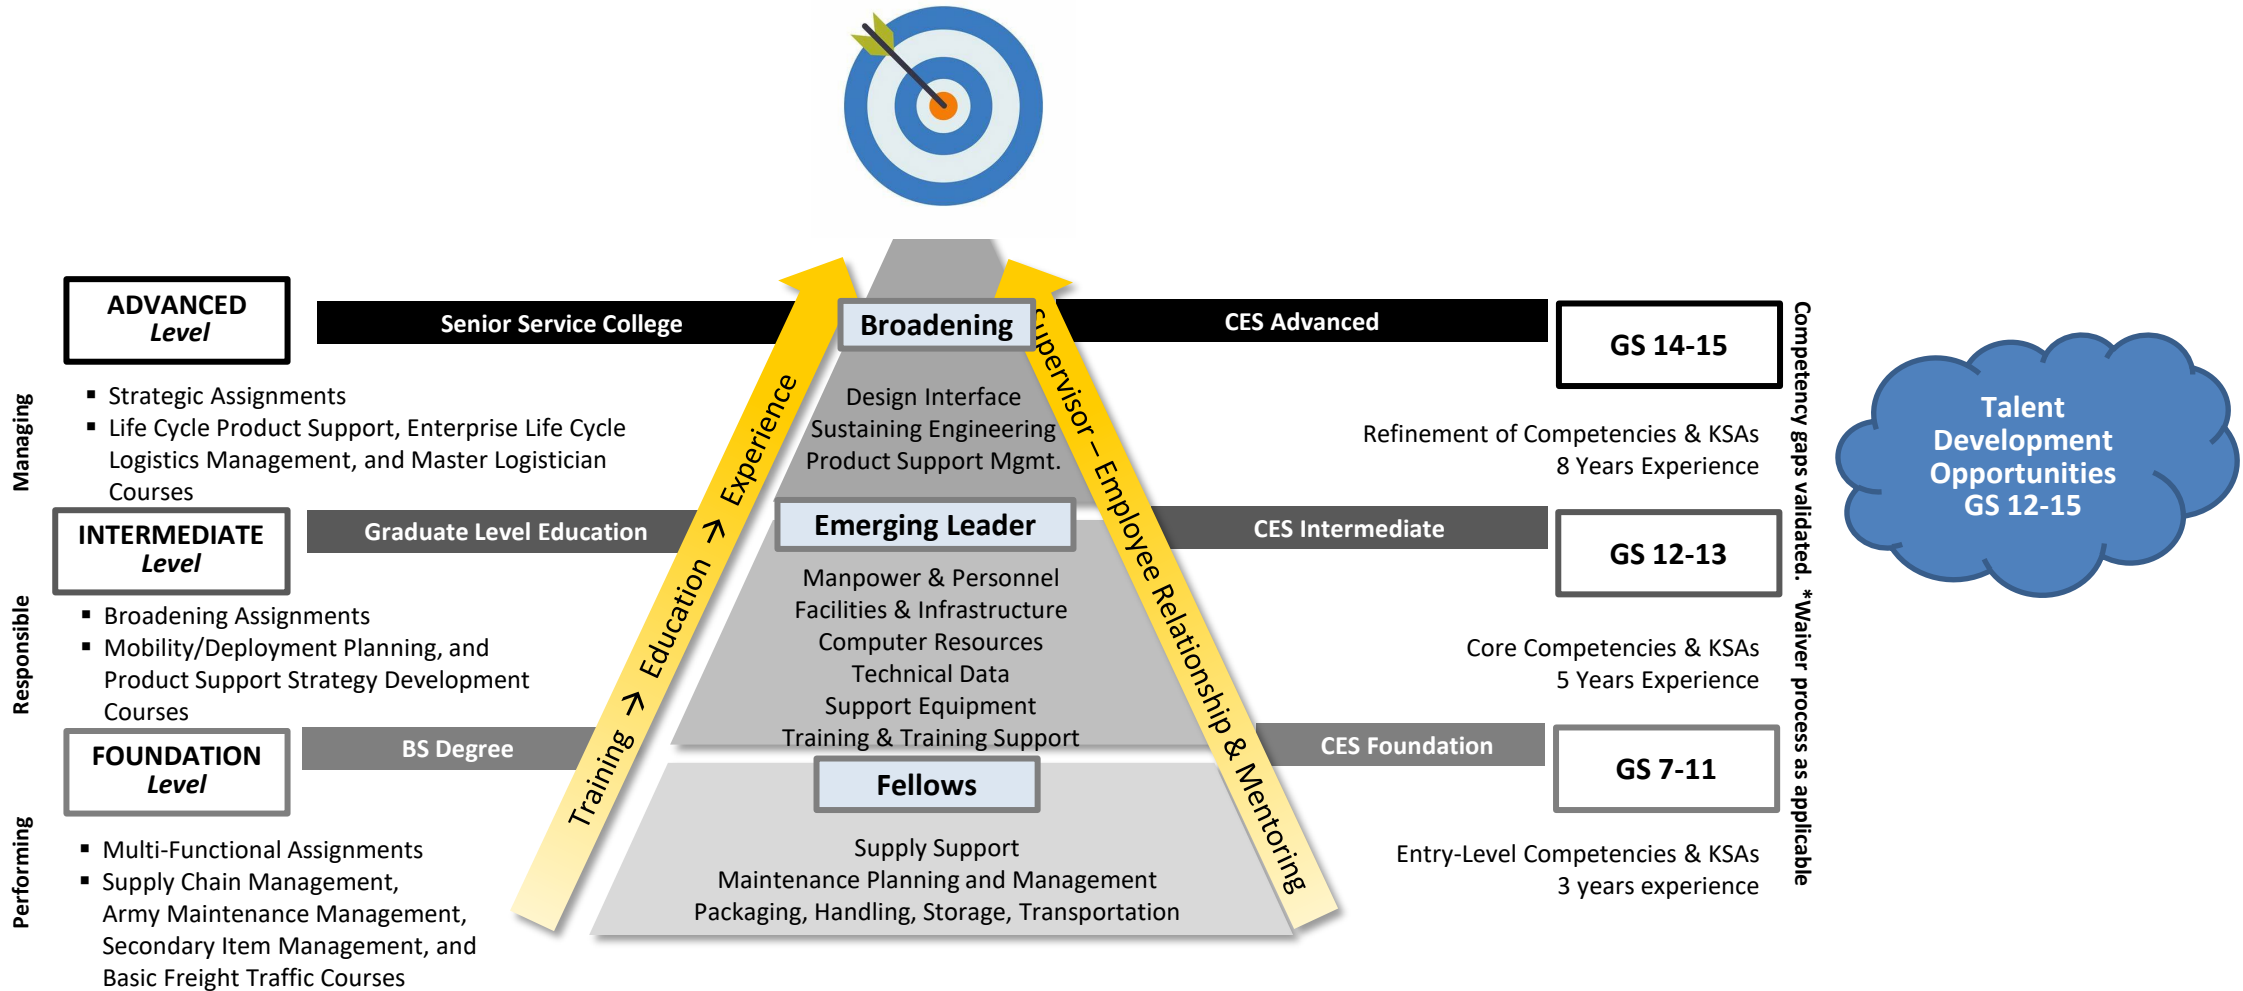 ADVANCED
Level
Senior Service College
Broadening
CES Advanced
GS 14-15
Managing
▪ Strategic Assignments
▪ Life Cycle Product Support, Enterprise Life Cycle
Logistics Management, and Master Logistician
Courses
Design Interface
Sustaining Engineering
Product Support Mgmt.
Refinement of Competencies & KSAs
8 Years Experience
INTERMEDIATE
Level
Graduate Level Education
Emerging Leader
CES Intermediate
GS 12-13
Responsible
▪ Broadening Assignments
▪ Mobility/Deployment Planning, and
Product Support Strategy Development
Courses
Manpower & Personnel
Facilities & Infrastructure
Computer Resources
Technical Data
Support Equipment
Training & Training Support
Core Competencies & KSAs
5 Years Experience
FOUNDATION
Level
BS Degree
Fellows
CES Foundation
GS 7-11
Performing
▪ Multi-Functional Assignments
▪ Supply Chain Management,
Army Maintenance Management,
Secondary Item Management, and
Basic Freight Traffic Courses
Supply Support
Maintenance Planning and Management
Packaging, Handling, Storage, Transportation
Entry-Level Competencies & KSAs
3 years experience
Training → Education → Experience
Supervisor – Employee Relationship & Mentoring
Competency gaps validated. *Waiver process as applicable
Talent
Development
Opportunities
GS 12-15